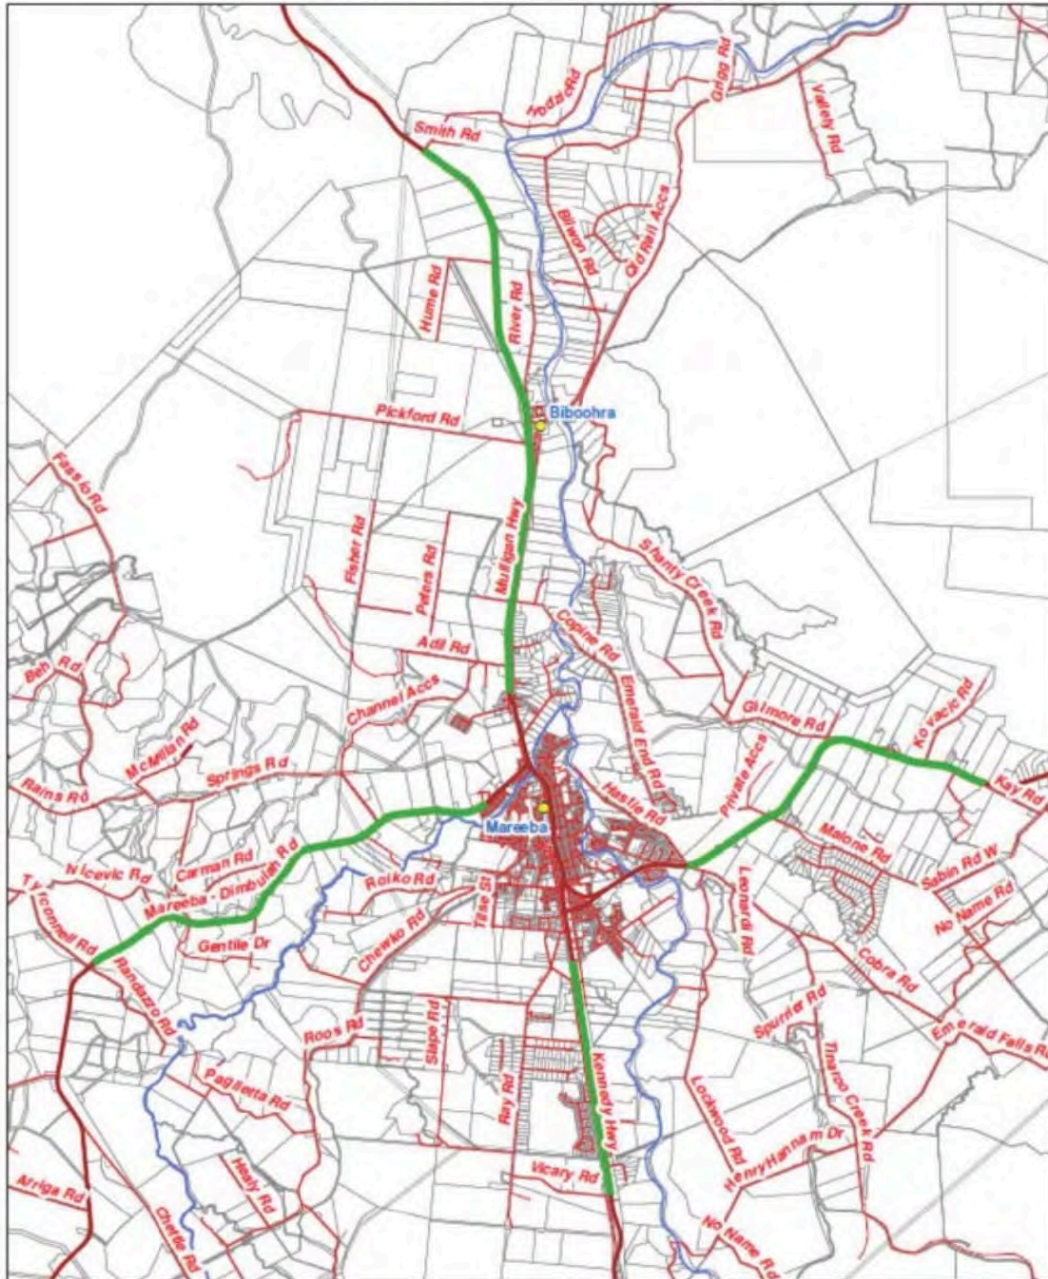 Grigg Rd
Hodzic Rd
Vallely Rd
Smith Rd
Bilwon Rd
Old Rail Accs
Hume Rd
River Rd
Pickford Rd
Biboohra
Fassio Rd
Fisher Rd
Peters Rd
Mulligan Hwy
Shanty Creek Rd
Copine Rd
Adil Rd
Beh Rd
Channel Accs
Emerald End Rd
Gilmore Rd
Kovacic Rd
McMillan Rd
Springs Rd
Private Accs
Rains Rd
Hastie Rd
Kay Rd
Mareeba
Malone Rd
Carman Rd
Nicevic Rd
Mareeba - Dimbulah Rd
Roiko Rd
Tilse St
Leonardi Rd
Sabin Rd W
No Name Rd
Tyconnell Rd
Gentile Dr
Chewko Rd
Randazzo Rd
Cobra Rd
Spurrier Rd
Emerald Falls Rd
Roos Rd
Slape Rd
Tinaroo Creek Rd
Paglietta Rd
Ray Rd
Kennedy Hwy
Lockwood Rd
Henry Hannam Dr
Vicary Rd
Healy Rd
Arriga Rd
Chettle Rd
No Name Rd